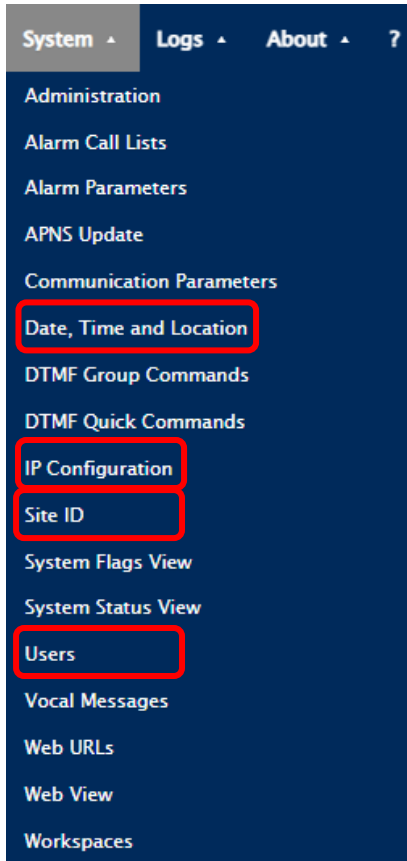 System ▴ Logs ▴ About ▴ ?
Administration
Alarm Call Lists
Alarm Parameters
APNS Update
Communication Parameters
Date, Time and Location
DTMF Group Commands
DTMF Quick Commands
IP Configuration
Site ID
System Flags View
System Status View
Users
Vocal Messages
Web URLs
Web View
Workspaces